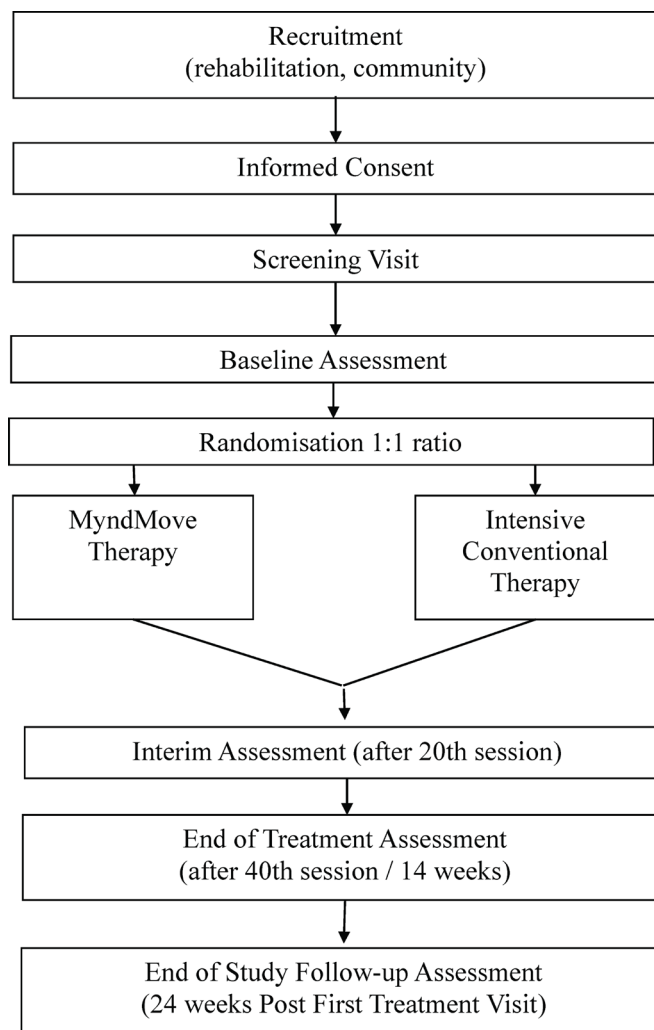 Recruitment
(rehabilitation, community)
Informed Consent
Screening Visit
Baseline Assessment
Randomisation 1:1 ratio
MyndMove
Therapy
Intensive
Conventional
Therapy
Interim Assessment (after 20th session)
End of Treatment Assessment
(after 40th session / 14 weeks)
End of Study Follow-up Assessment
(24 weeks Post First Treatment Visit)